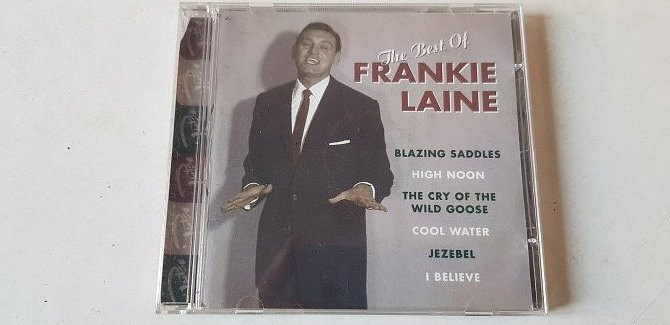 The Best Of
FRANKIE
LAINE
BLAZING SADDLES
HIGH NOON
THE CRY OF THE
WILD GOOSE
COOL WATER
JEZEBEL
I BELIEVE